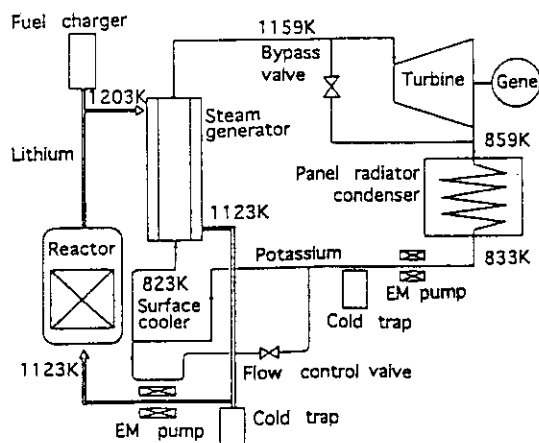 Fuel charger
1159K
Bypass
valve
Turbine
Gene
1203K
Steam
generator
Lithium
859K
Panel radiator
condenser
1123K
Reactor
Potassium
833K
823K
Surface
cooler
EM pump
Cold trap
1123K
Flow control valve
Cold trap
EM pump